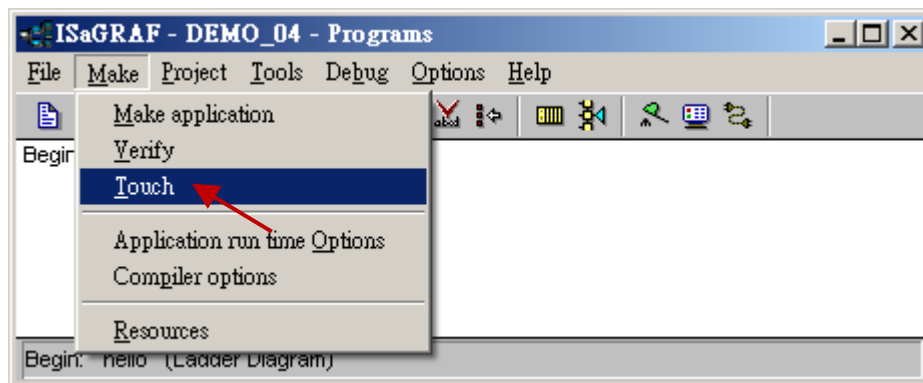 ISaGRAF - DEMO_04 - Programs
File Make Project Tools Debug Options Help
Make application
Begin
Verify
Touch
Application run time Options
Compiler options
Resources
Begin: hello (Ladder Diagram)